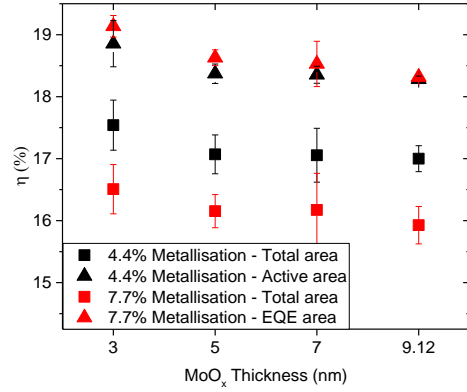 19
18
17
16
15
η (%)
4.4% Metallisation - Total area
4.4% Metallisation - Active area
7.7% Metallisation - Total area
7.7% Metallisation - EQE area
3 5 7 9.12
MoOₓ Thickness (nm)